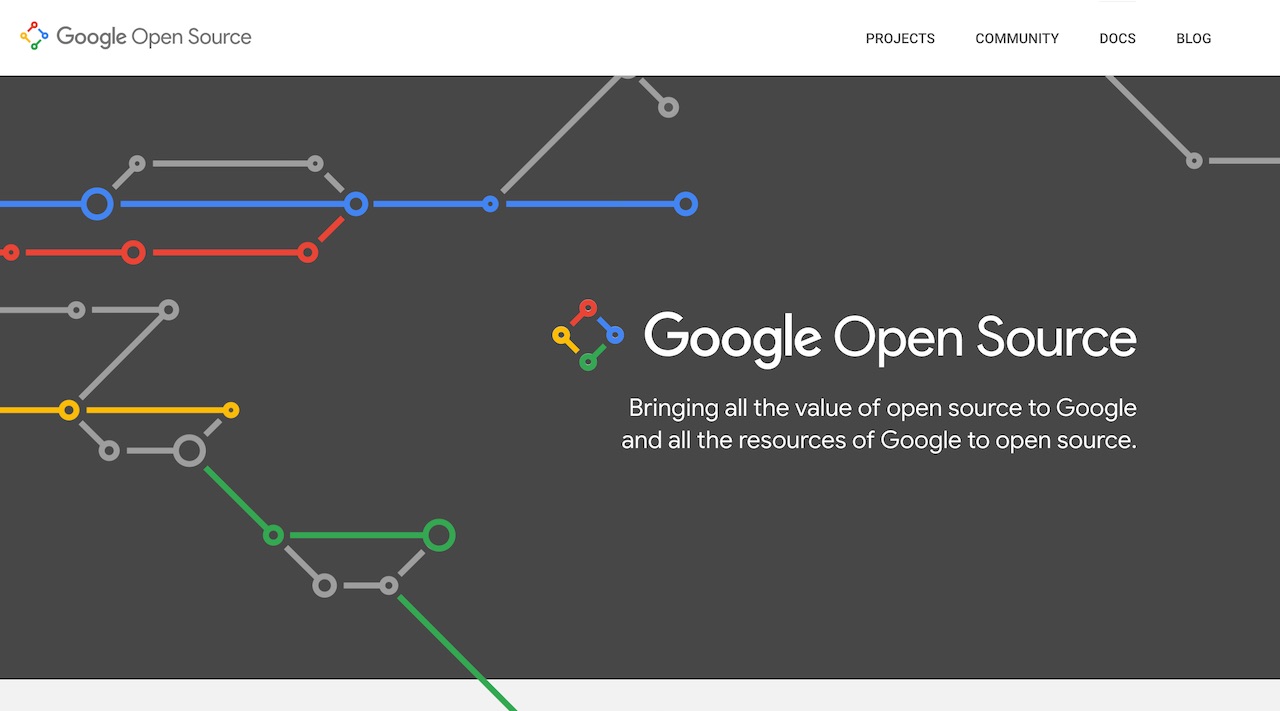 Google Open Source
PROJECTS
COMMUNITY
DOCS
BLOG
Google Open Source
Bringing all the value of open source to Google
and all the resources of Google to open source.